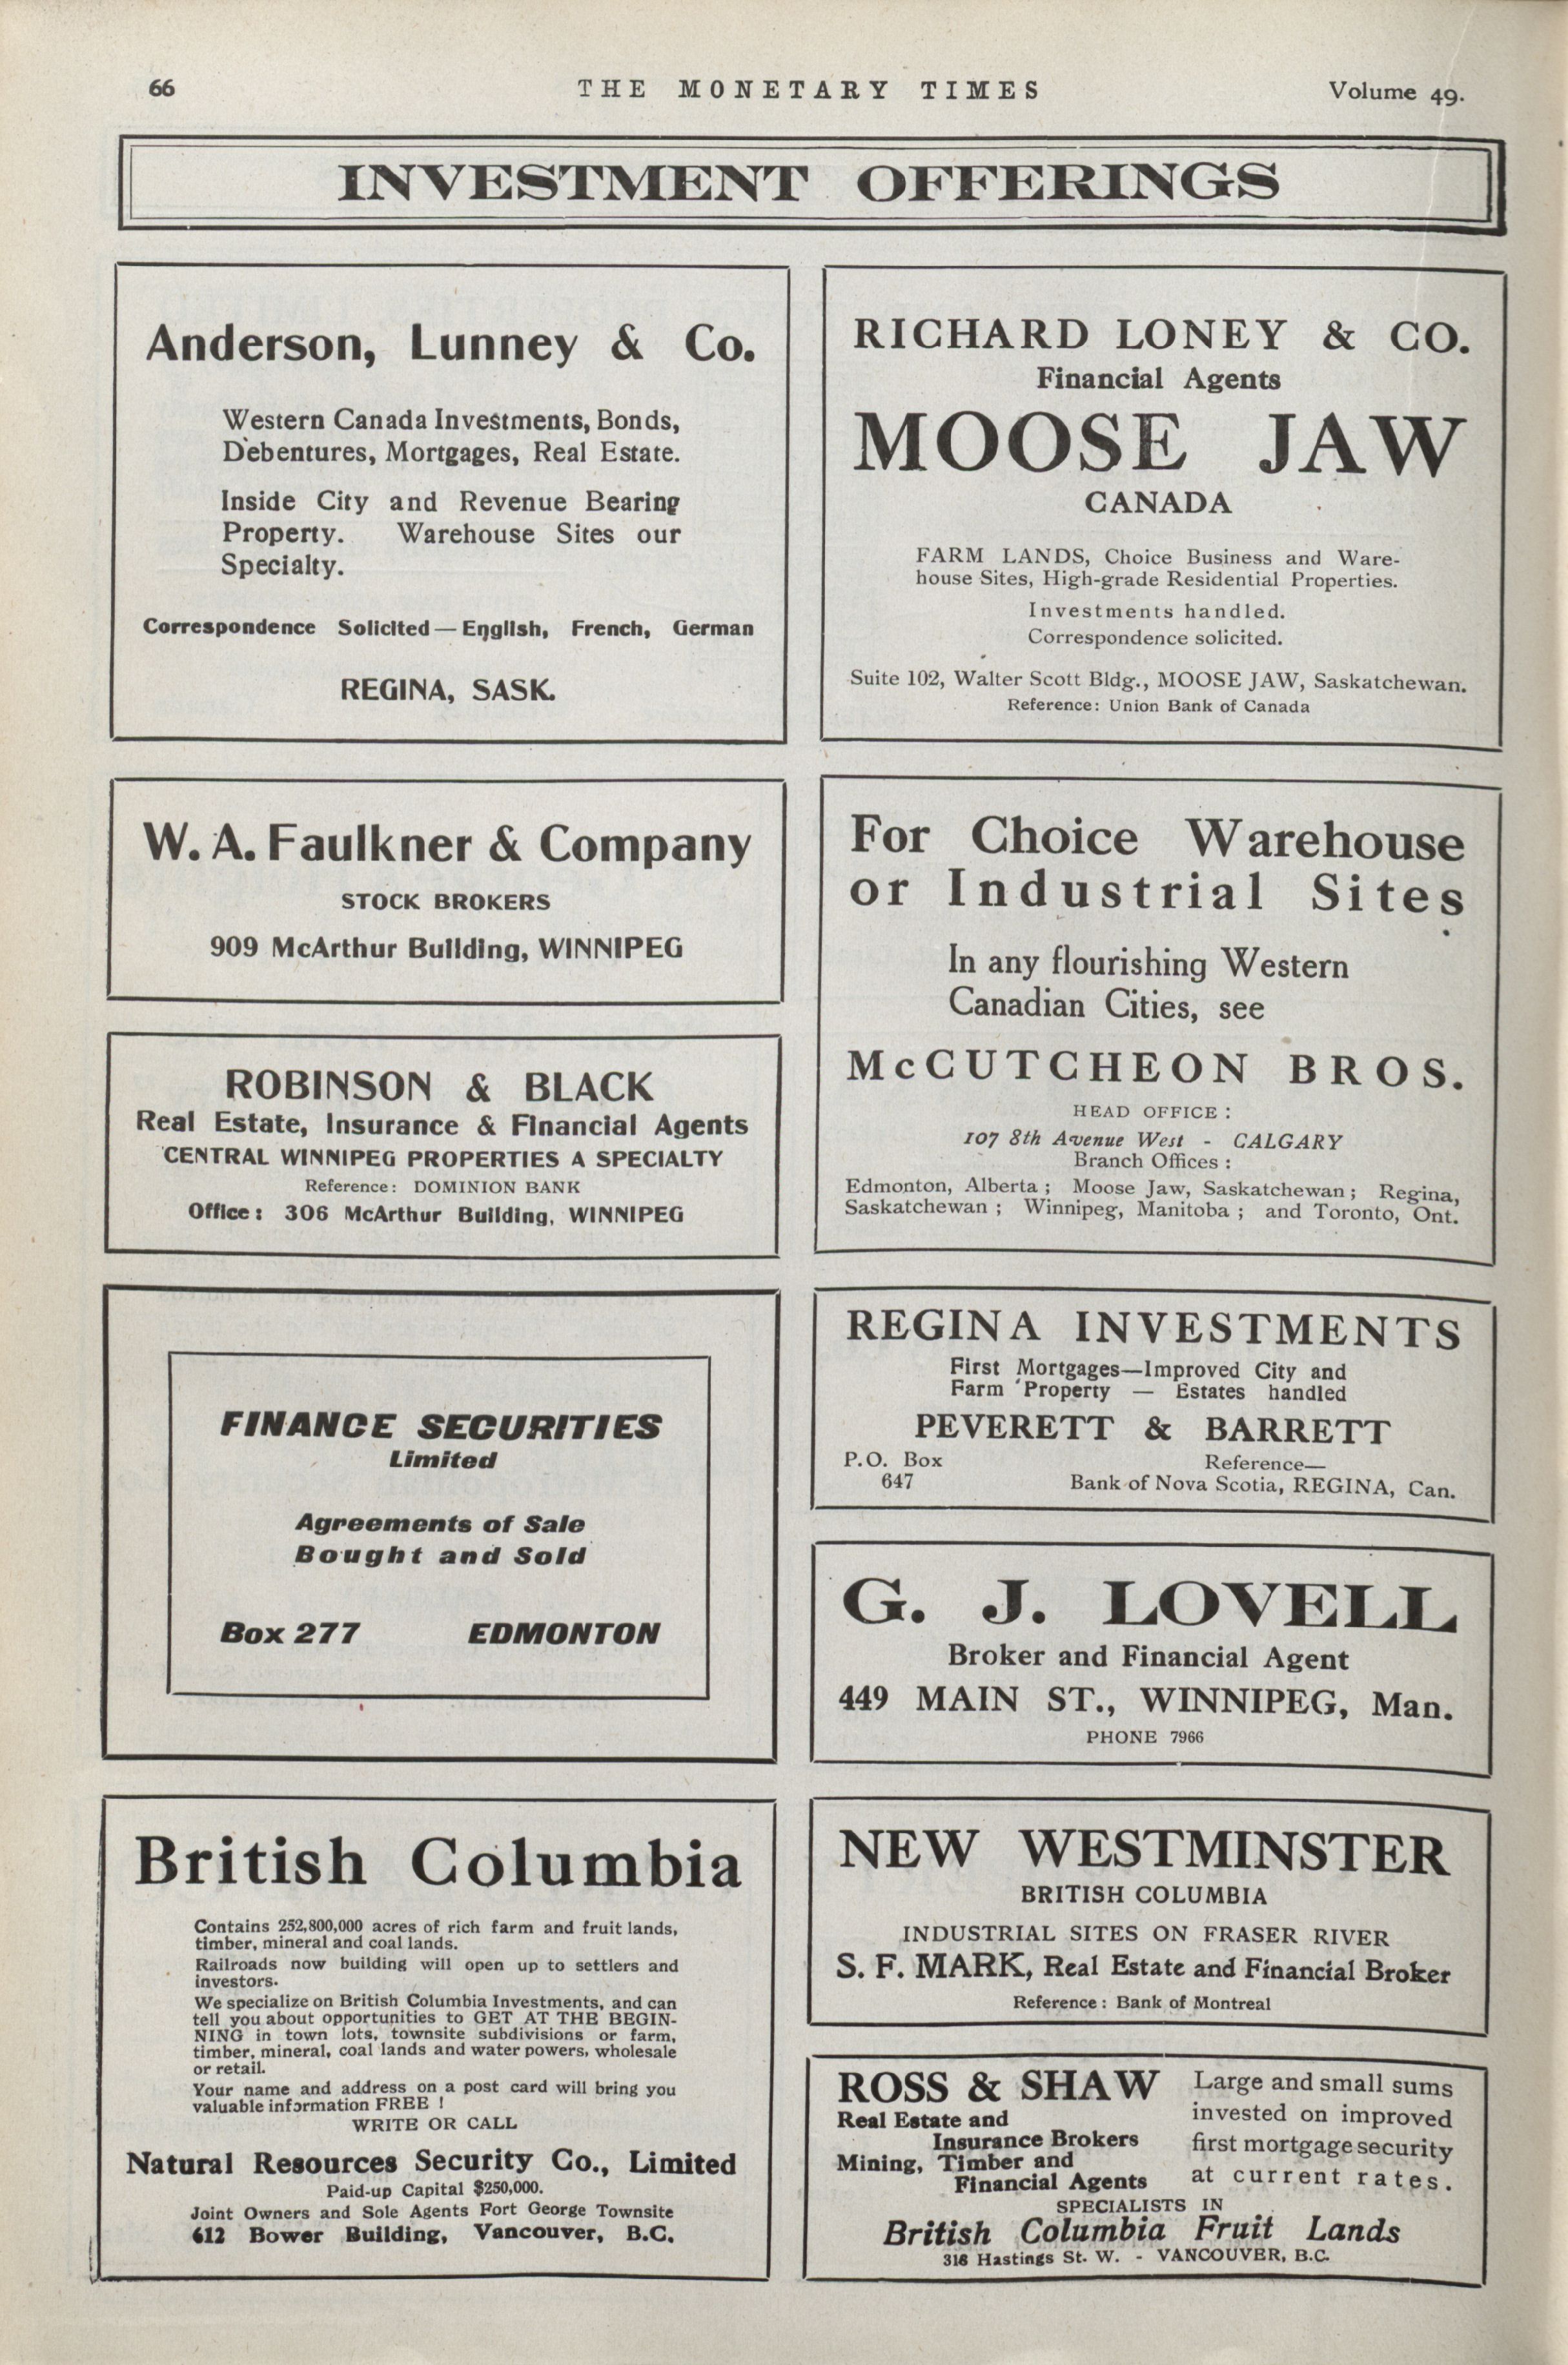 66
THE MONETARY TIMES
Volume 49.
INVESTMENT OFFERINGS
Anderson, Lunney & Co.
Western Canada Investments, Bonds,
Debentures, Mortgages, Real Estate.
Inside City and Revenue Bearing
Property. Warehouse Sites our
Specialty.
Correspondence Solicited—English, French, German
REGINA, SASK.
W. A. Faulkner & Company
STOCK BROKERS
909 McArthur Building, WINNIPEG
ROBINSON & BLACK
Real Estate, Insurance & Financial Agents
CENTRAL WINNIPEG PROPERTIES A SPECIALTY
Reference: DOMINION BANK
Office: 306 McArthur Building, WINNIPEG
FINANCE SECURITIES
Limited
Agreements of Sale
Bought and Sold
Box 277 EDMONTON
British Columbia
Contains 252,800,000 acres of rich farm and fruit lands,
timber, mineral and coal lands.
Railroads now building will open up to settlers and
investors.
We specialize on British Columbia Investments, and can
tell you about opportunities to GET AT THE BEGIN-
NING in town lots, townsite subdivisions or farm,
timber, mineral, coal lands and water powers, wholesale
or retail.
Your name and address on a post card will bring you
valuable information FREE !
WRITE OR CALL
Natural Resources Security Co., Limited
Paid-up Capital $250,000.
Joint Owners and Sole Agents Fort George Townsite
612 Bower Building, Vancouver, B.C.
RICHARD LONEY & CO.
Financial Agents
MOOSE JAW
CANADA
FARM LANDS, Choice Business and Ware-
house Sites, High-grade Residential Properties.
Investments handled.
Correspondence solicited.
Suite 102, Walter Scott Bldg., MOOSE JAW, Saskatchewan.
Reference: Union Bank of Canada
For Choice Warehouse
or Industrial Sites
In any flourishing Western
Canadian Cities, see
McCUTCHEON BROS.
HEAD OFFICE :
107 8th Avenue West - CALGARY
Branch Offices :
Edmonton, Alberta ; Moose Jaw, Saskatchewan ; Regina,
Saskatchewan ; Winnipeg, Manitoba ; and Toronto, Ont.
REGINA INVESTMENTS
First Mortgages—Improved City and
Farm Property — Estates handled
PEVERETT & BARRETT
P.O. Box
647
Reference—
Bank of Nova Scotia, REGINA, Can.
G. J. LOVELL
Broker and Financial Agent
449 MAIN ST., WINNIPEG, Man.
PHONE 7966
NEW WESTMINSTER
BRITISH COLUMBIA
INDUSTRIAL SITES ON FRASER RIVER
S. F. MARK, Real Estate and Financial Broker
Reference : Bank of Montreal
ROSS & SHAW
Real Estate and
Insurance Brokers
Mining, Timber and
Financial Agents
Large and small sums
invested on improved
first mortgage security
at current rates.
SPECIALISTS IN
British Columbia Fruit Lands
318 Hastings St. W. - VANCOUVER, B.C.